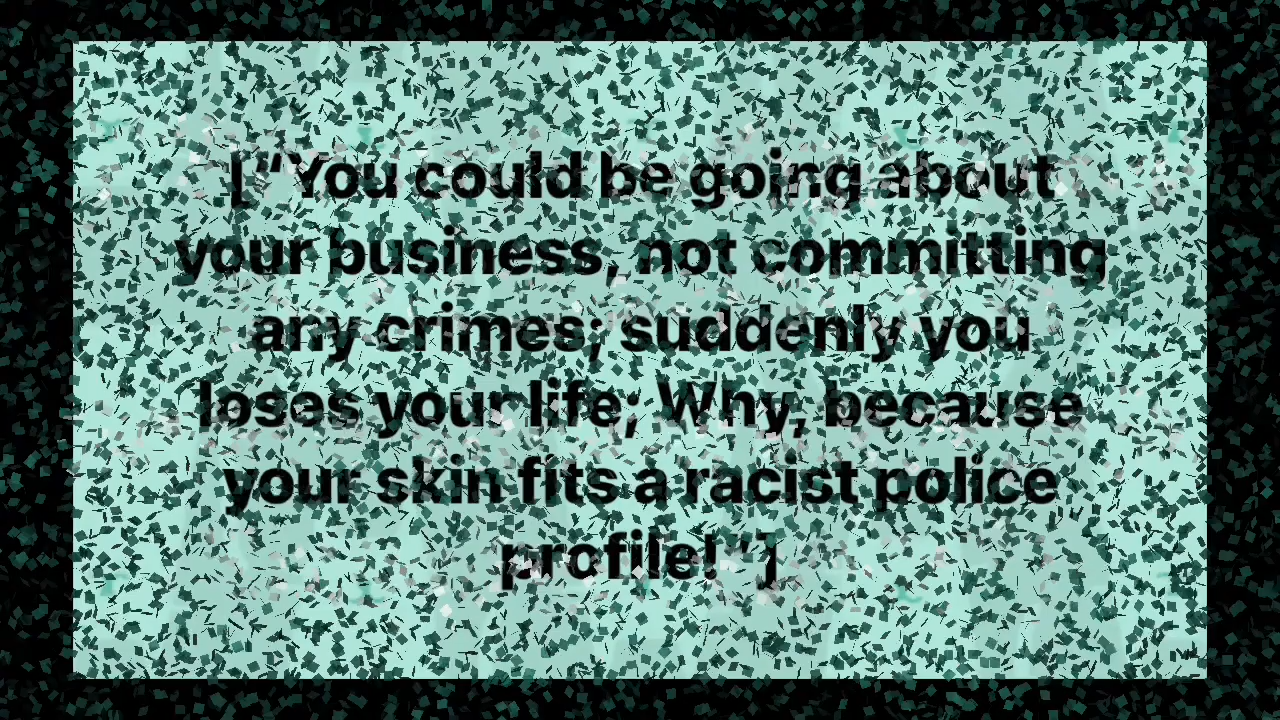 [“You could be going about
your business, not committing
any crimes; suddenly you
loses your life; Why, because
your skin fits a racist police
profile!”]